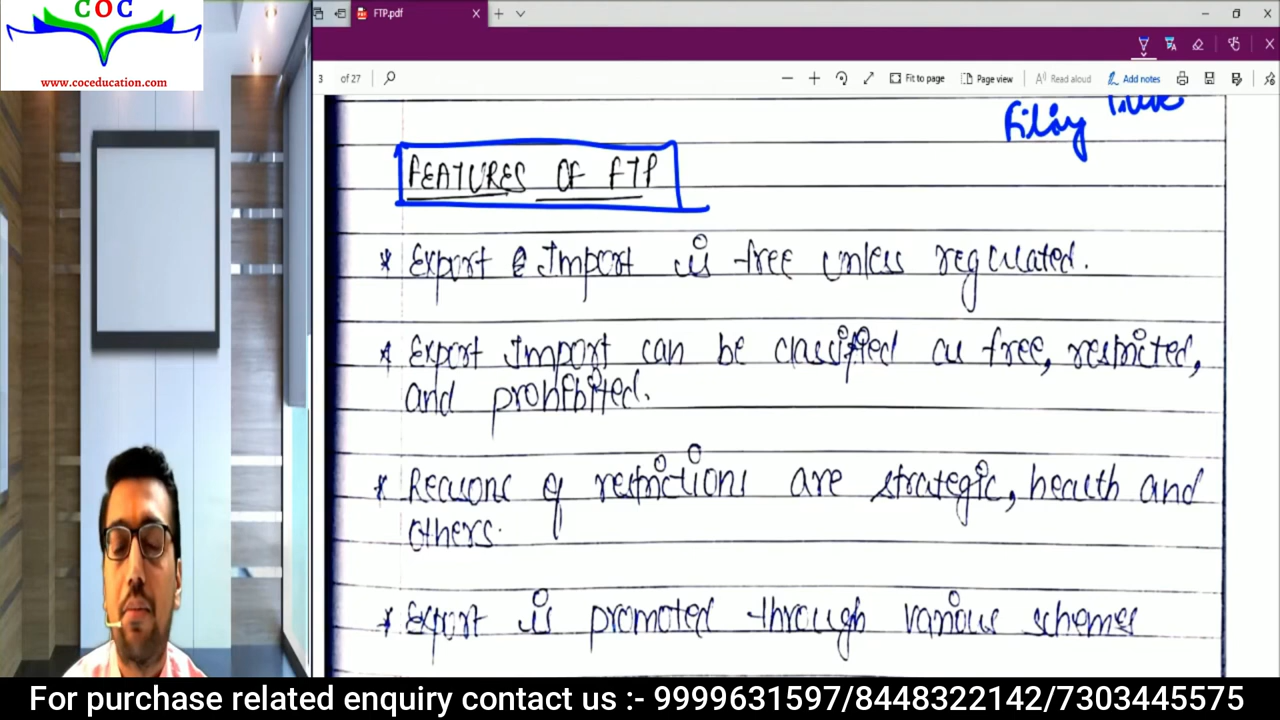 COC
www.coceducation.com
FTP.pdf
3 of 27
Fit to page
Page view
Read aloud
Add notes
Filing
FEATURES OF FTP
* Export & Import is free unless regulated.
* Export Import can be classified as free, restricted,
and prohibited.
* Reasons of restrictions are strategic, health and
others.
* Export is promoted through various schemes
For purchase related enquiry contact us :- 9999631597/8448322142/7303445575